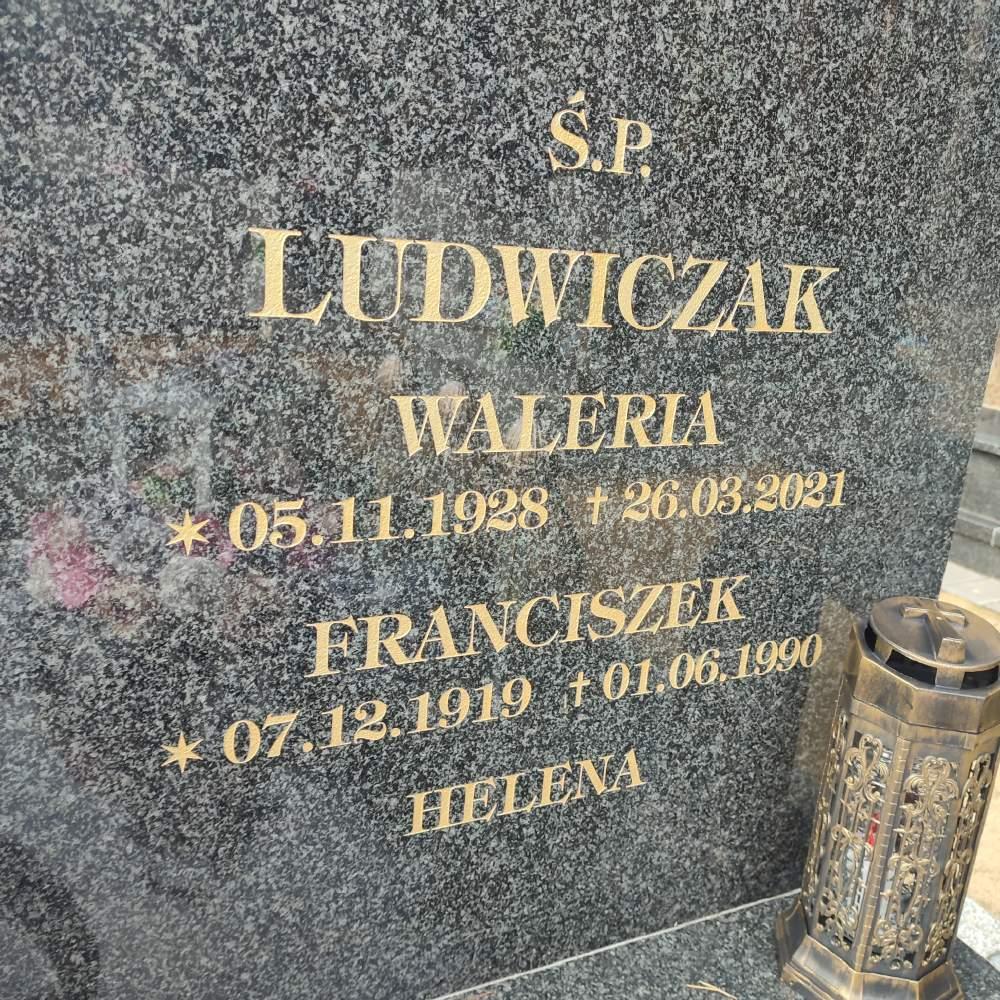 Ś.P.
LUDWICZAK
WALERIA
* 05.11.1928 † 26.03.2021
FRANCISZEK
* 07.12.1919 † 01.06.1990
HELENA